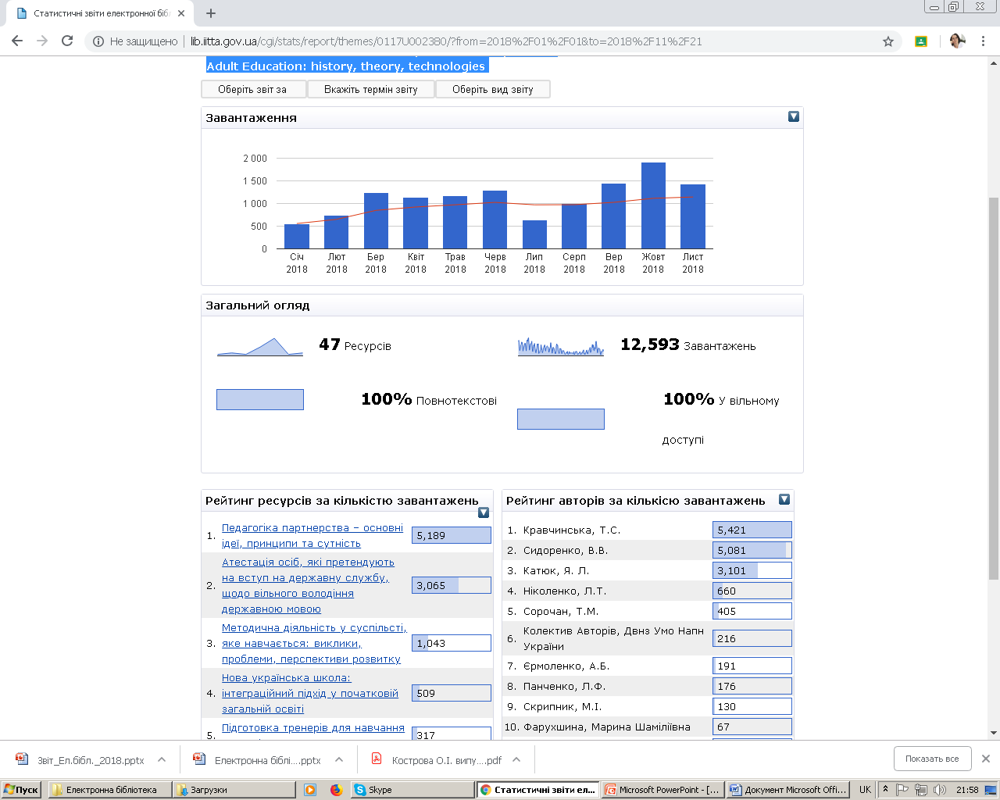 Статистичні звіти електронної біб
Не защищено
lib.iitta.gov.ua/cgi/stats/report/themes/0117U002380/?from=2018%2F01%2F01&to=2018%2F11%2F21
Adult Education: history, theory, technologies
Оберіть звіт за
Вкажіть термін звіту
Оберіть вид звіту
Завантаження
2 000
1 500
1 000
500
0
Січ Лют Бер Квіт Трав Черв Лип Серп Вер Жовт Лист
2018 2018 2018 2018 2018 2018 2018 2018 2018 2018 2018
Загальний огляд
47 Ресурсів
12,593 Завантажень
100% Повнотекстові
100% У вільному
доступі
Рейтинг ресурсів за кількістю завантажень
1. Педагогіка партнерства – основні
ідеї, принципи та сутність
5,189
2. Атестація осіб, які претендують
на вступ на державну службу,
щодо вільного володіння
державною мовою
3,065
3. Методична діяльність у суспільсті,
яке навчається: виклики,
проблеми, перспективи розвитку
1,043
4. Нова українська школа:
інтеграційний підхід у початковій
загальній освіті
509
5. Підготовка тренерів для навчання
317
Рейтинг авторів за кількісю завантажень
1. Кравчинська, Т.С. 5,421
2. Сидоренко, В.В. 5,081
3. Катюк, Я. Л. 3,101
4. Ніколенко, Л.Т. 660
5. Сорочан, Т.М. 405
6. Колектив Авторів, Двнз Умо Напн
України
216
7. Єрмоленко, А.Б. 191
8. Панченко, Л.Ф. 176
9. Скрипник, М.І. 130
10. Фарухшина, Марина Шаміліївна 67
Звіт_Ел.бібл._2018.pptx
Електронна біблі....pptx
Кострова О.І. випу....pdf
Показать все
Пуск
Електронна бібліотека
Загрузки
Skype
Статистичні звіти ел...
Microsoft PowerPoint - [...
Документ Microsoft Offi...
UK
21:58